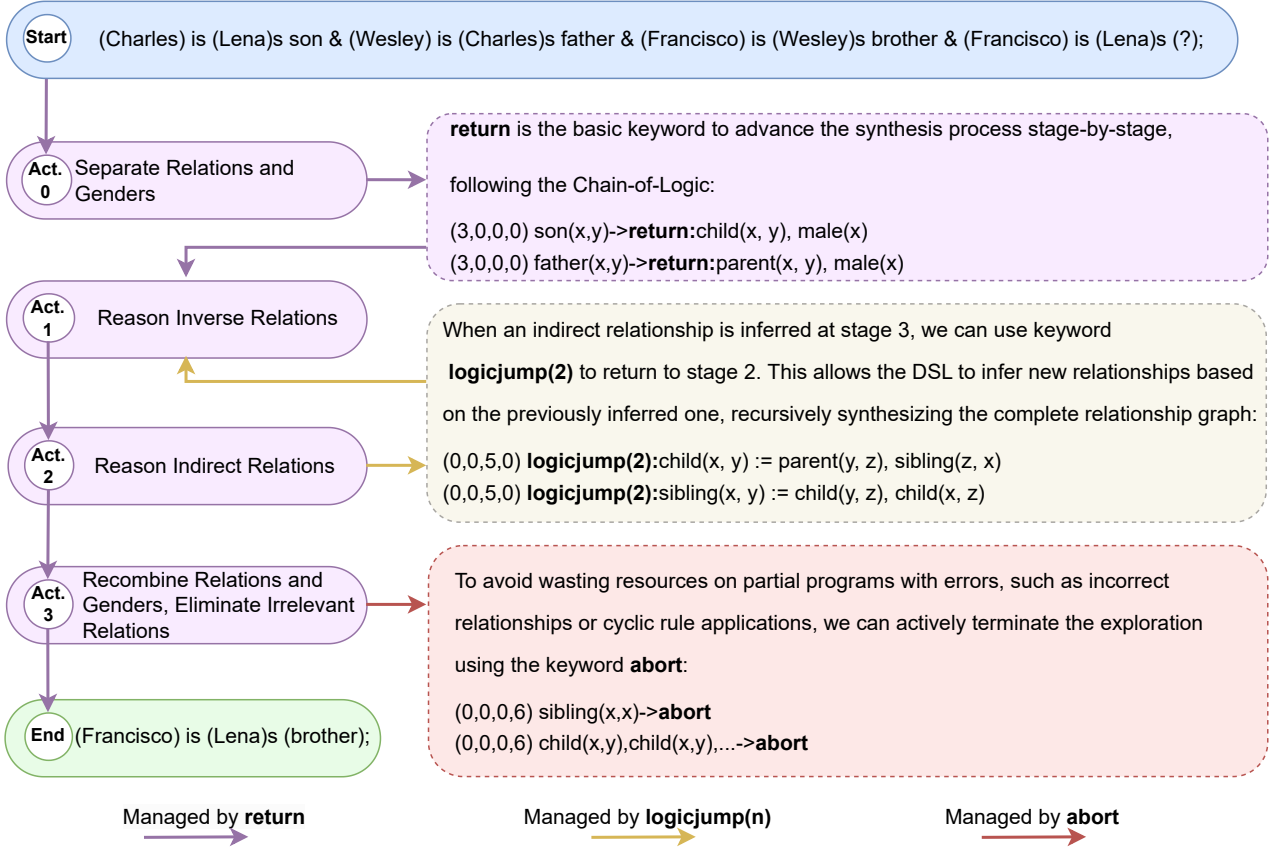 Start
(Charles) is (Lena)s son & (Wesley) is (Charles)s father & (Francisco) is (Wesley)s brother & (Francisco) is (Lena)s (?);
Act.
0
Separate Relations and
Genders
return is the basic keyword to advance the synthesis process stage-by-stage,
following the Chain-of-Logic:
(3,0,0,0) son(x,y)->return:child(x, y), male(x)
(3,0,0,0) father(x,y)->return:parent(x, y), male(x)
Act.
1
Reason Inverse Relations
When an indirect relationship is inferred at stage 3, we can use keyword
logicjump(2) to return to stage 2. This allows the DSL to infer new relationships based
on the previously inferred one, recursively synthesizing the complete relationship graph:
(0,0,5,0) logicjump(2):child(x, y) := parent(y, z), sibling(z, x)
(0,0,5,0) logicjump(2):sibling(x, y) := child(y, z), child(x, z)
Act.
2
Reason Indirect Relations
Act.
3
Recombine Relations and
Genders, Eliminate Irrelevant
Relations
To avoid wasting resources on partial programs with errors, such as incorrect
relationships or cyclic rule applications, we can actively terminate the exploration
using the keyword abort:
(0,0,0,6) sibling(x,x)->abort
(0,0,0,6) child(x,y),child(x,y),...->abort
End
(Francisco) is (Lena)s (brother);
Managed by return
Managed by logicjump(n)
Managed by abort